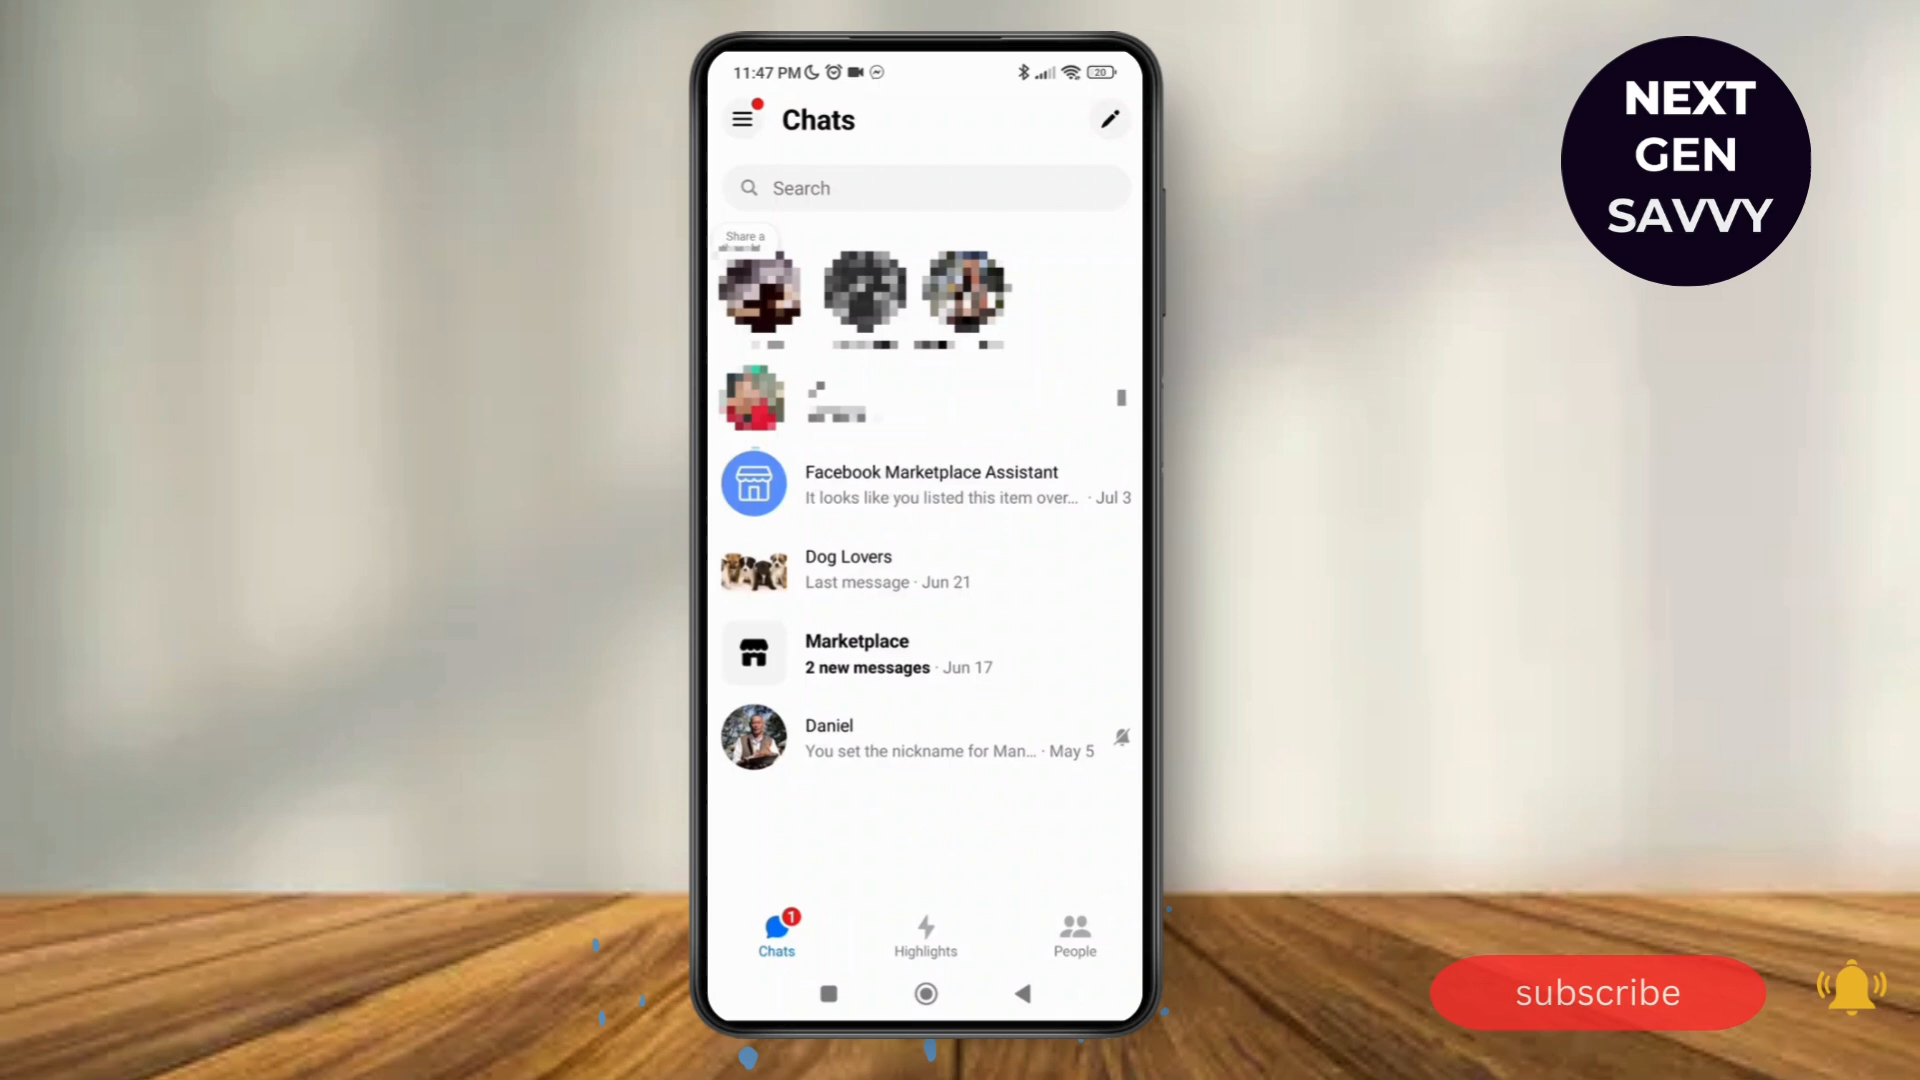 11:47 PM
20
Chats
Search
Share a
Facebook Marketplace Assistant
It looks like you listed this item over... · Jul 3
Dog Lovers
Last message · Jun 21
Marketplace
2 new messages · Jun 17
Daniel
You set the nickname for Man... · May 5
1
Chats
Highlights
People
NEXT
GEN
SAVVY
subscribe